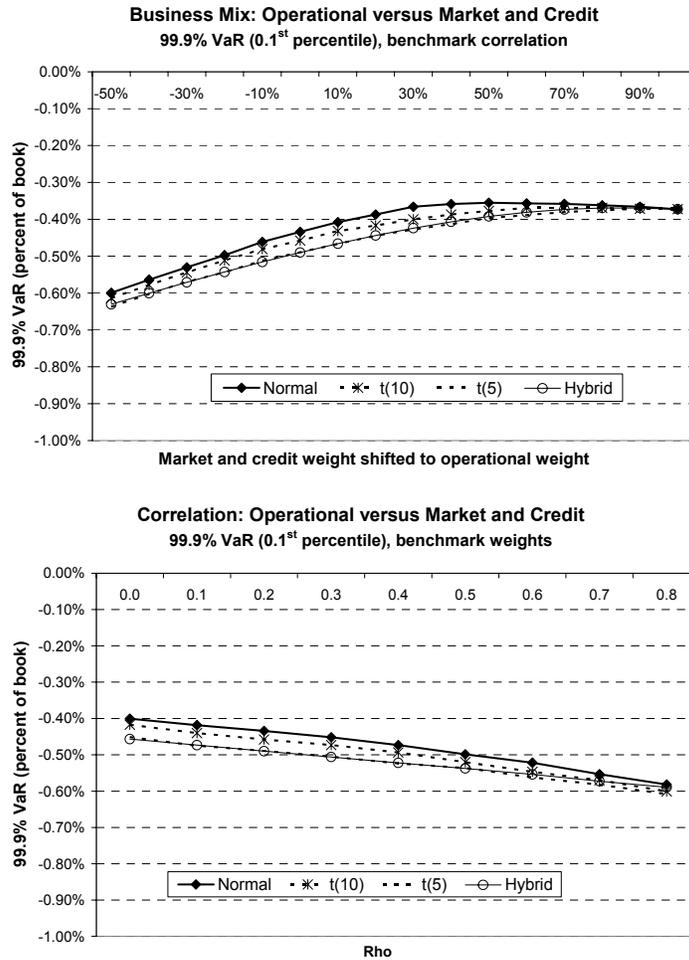 Business Mix: Operational versus Market and Credit
99.9% VaR (0.1st percentile), benchmark correlation
0.00%
-50% -30% -10% 10% 30% 50% 70% 90%
-0.10%
-0.20%
-0.30%
-0.40%
-0.50%
-0.60%
-0.70%
-0.80%
-0.90%
-1.00%
99.9% VaR (percent of book)
Normal t(10) t(5) Hybrid
Market and credit weight shifted to operational weight
Correlation: Operational versus Market and Credit
99.9% VaR (0.1st percentile), benchmark weights
0.00%
0.0 0.1 0.2 0.3 0.4 0.5 0.6 0.7 0.8
-0.10%
-0.20%
-0.30%
-0.40%
-0.50%
-0.60%
-0.70%
-0.80%
-0.90%
-1.00%
99.9% VaR (percent of book)
Normal t(10) t(5) Hybrid
Rho